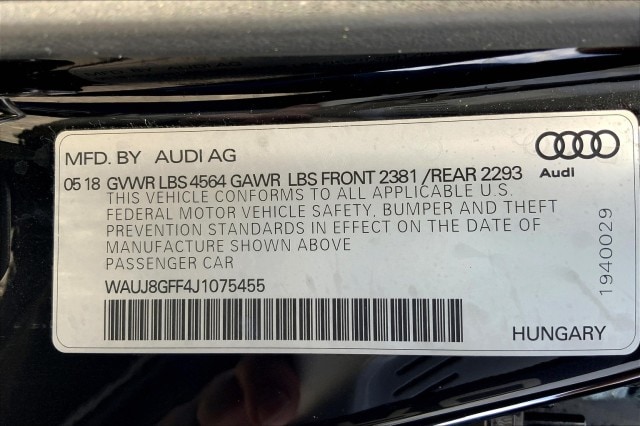 MFD. BY AUDI AG
Audi
05 18 GVWR LBS 4564 GAWR LBS FRONT 2381 /REAR 2293
THIS VEHICLE CONFORMS TO ALL APPLICABLE U.S.
FEDERAL MOTOR VEHICLE SAFETY, BUMPER AND THEFT
PREVENTION STANDARDS IN EFFECT ON THE DATE OF
MANUFACTURE SHOWN ABOVE
PASSENGER CAR
WAUJ8GFF4J1075455
1940029
HUNGARY